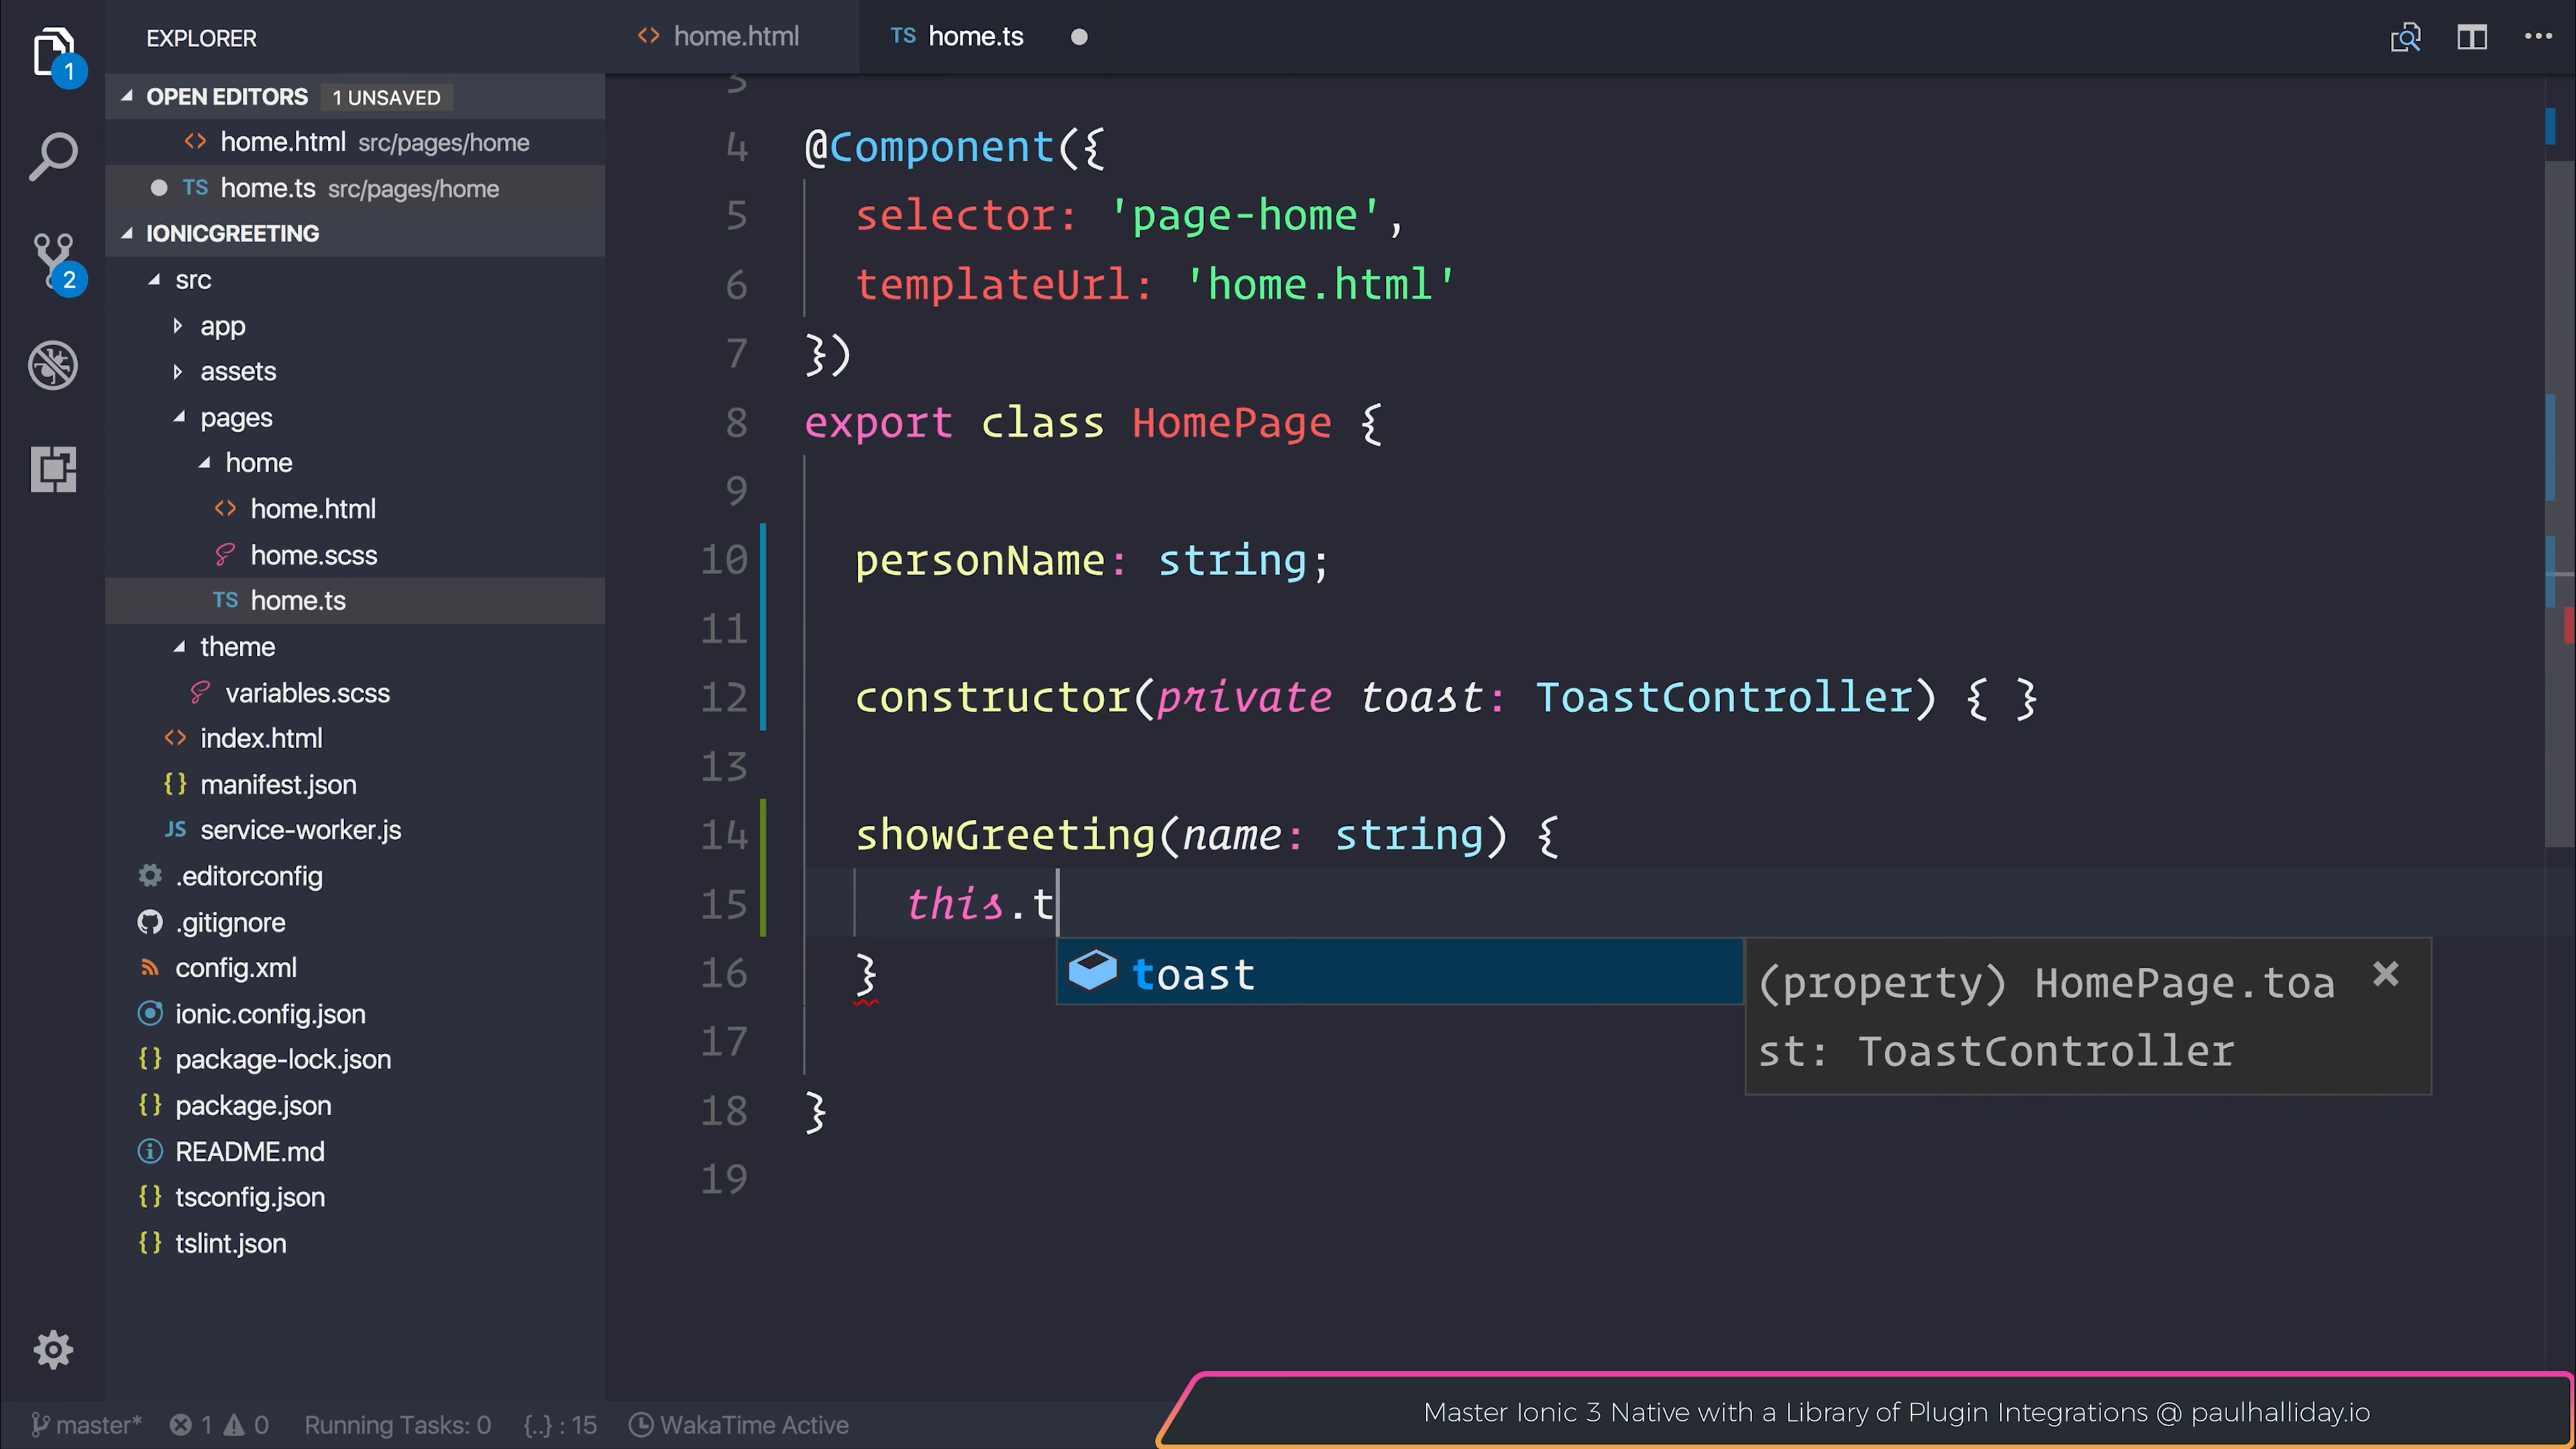 EXPLORER
1
2
OPEN EDITORS 1 UNSAVED
home.html src/pages/home
TS home.ts src/pages/home
IONICGREETING
src
app
assets
pages
home
home.html
home.scss
TS home.ts
theme
variables.scss
index.html
{} manifest.json
JS service-worker.js
.editorconfig
.gitignore
config.xml
ionic.config.json
{} package-lock.json
{} package.json
README.md
{} tsconfig.json
{} tslint.json
<> home.html
TS home.ts
3
4 @Component({
5 selector: 'page-home',
6 templateUrl: 'home.html'
7 })
8 export class HomePage {
9
10 personName: string;
11
12 constructor(private toast: ToastController) { }
13
14 showGreeting(name: string) {
15 this.t
16 }
17
18 }
19
toast
(property) HomePage.toa
st: ToastController
master* 1 0 Running Tasks: 0 {..} : 15 WakaTime Active
Master Ionic 3 Native with a Library of Plugin Integrations @ paulhalliday.io